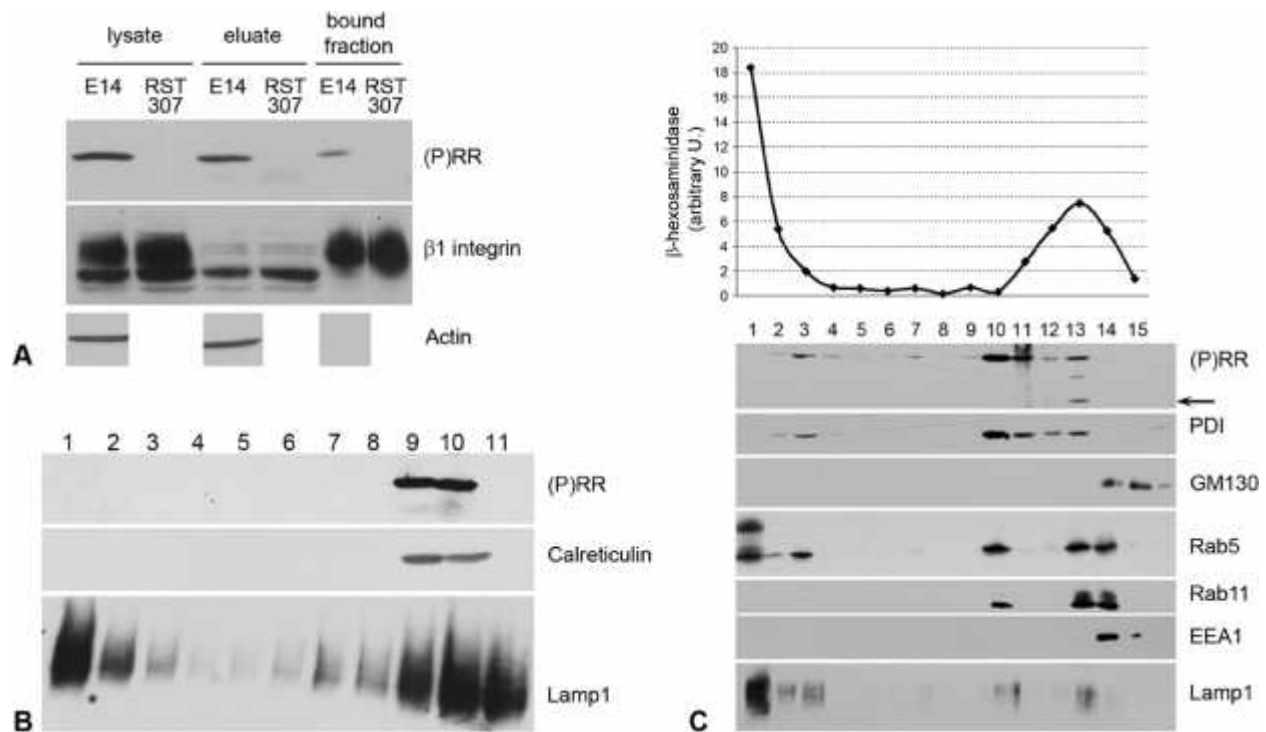 lysate eluate bound fraction
E14 RST 307 E14 RST 307 E14 RST 307
(P)RR
β1 integrin
Actin
A
1 2 3 4 5 6 7 8 9 10 11
(P)RR
Calreticulin
Lamp1
B
β-hexosaminidase (arbitrary U.)
20
18
16
14
12
10
8
6
4
2
0
1 2 3 4 5 6 7 8 9 10 11 12 13 14 15
(P)RR
PDI
GM130
Rab5
Rab11
EEA1
Lamp1
C